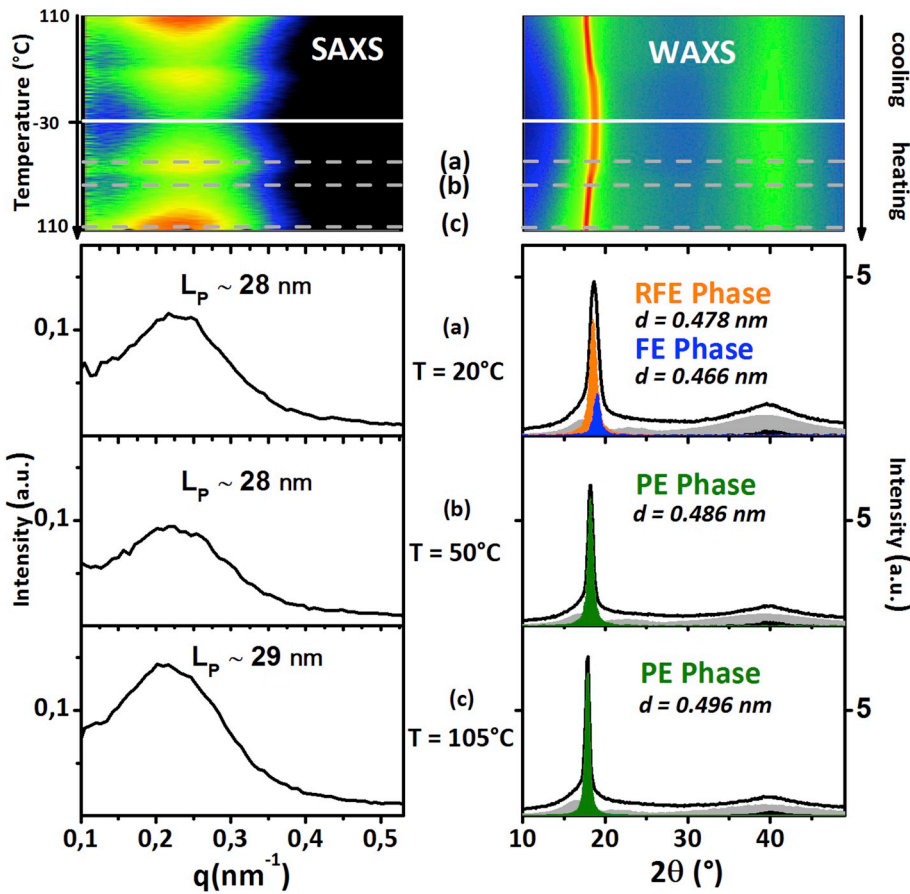 110
-30
110
Temperature (°C)
SAXS
WAXS
cooling
heating
(a)
(b)
(c)
L_P ~ 28 nm
0,1
(a)
T = 20°C
RFE Phase
d = 0.478 nm
FE Phase
d = 0.466 nm
5
L_P ~ 28 nm
0,1
(b)
T = 50°C
PE Phase
d = 0.486 nm
5
L_P ~ 29 nm
0,1
(c)
T = 105°C
PE Phase
d = 0.496 nm
5
Intensity (a.u.)
Intensity (a.u.)
0,1 0,2 0,3 0,4 0,5
q(nm⁻¹)
10 20 30 40
2θ (°)